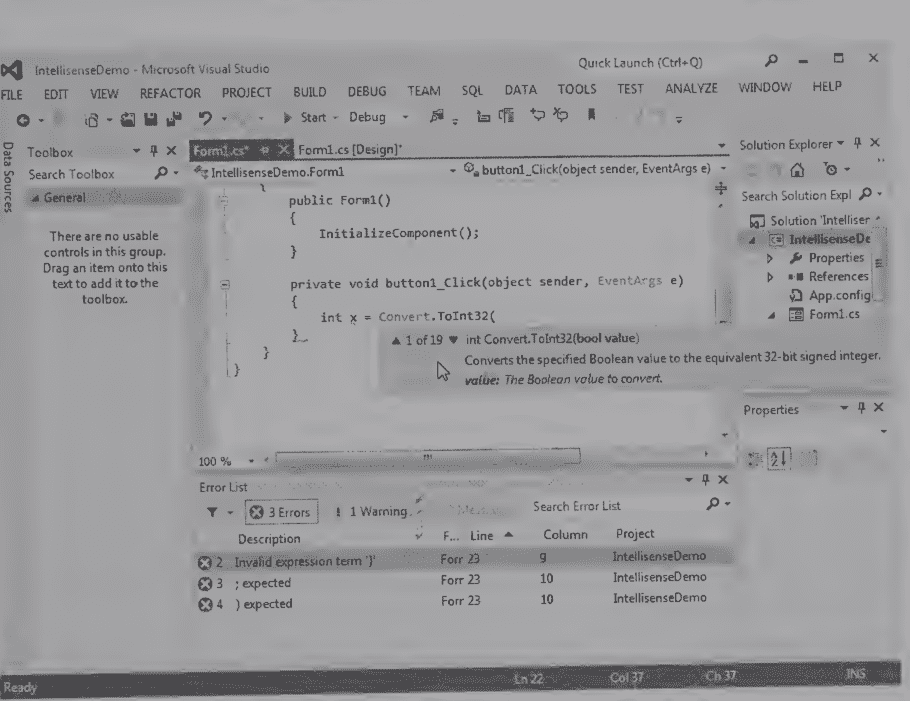 IntellisenseDemo - Microsoft Visual Studio
Quick Launch (Ctrl+Q)
FILE EDIT VIEW REFACTOR PROJECT BUILD DEBUG TEAM SQL DATA TOOLS TEST ANALYZE WINDOW HELP
Start Debug
Data Sources
Toolbox
Search Toolbox
General
There are no usable
controls in this group.
Drag an item onto this
text to add it to the
toolbox.
Form1.cs* Form1.cs [Design]*
IntellisenseDemo.Form1 button1_Click(object sender, EventArgs e)
}
public Form1()
{
InitializeComponent();
}
private void button1_Click(object sender, EventArgs e)
{
int x = Convert.ToInt32(
}
}
}
1 of 19 int Convert.ToInt32(bool value)
Converts the specified Boolean value to the equivalent 32-bit signed integer.
value: The Boolean value to convert.
100 %
Solution Explorer
Search Solution Expl
Solution 'Intelliser
IntellisenseDe
Properties
References
App.config
Form1.cs
Properties
Error List
3 Errors 1 Warning
Search Error List
Description F... Line Column Project
2 Invalid expression term '}' Forr 23 9 IntellisenseDemo
3 ; expected Forr 23 10 IntellisenseDemo
4 ) expected Forr 23 10 IntellisenseDemo
Ready Ln 22 Col 37 Ch 37 INS